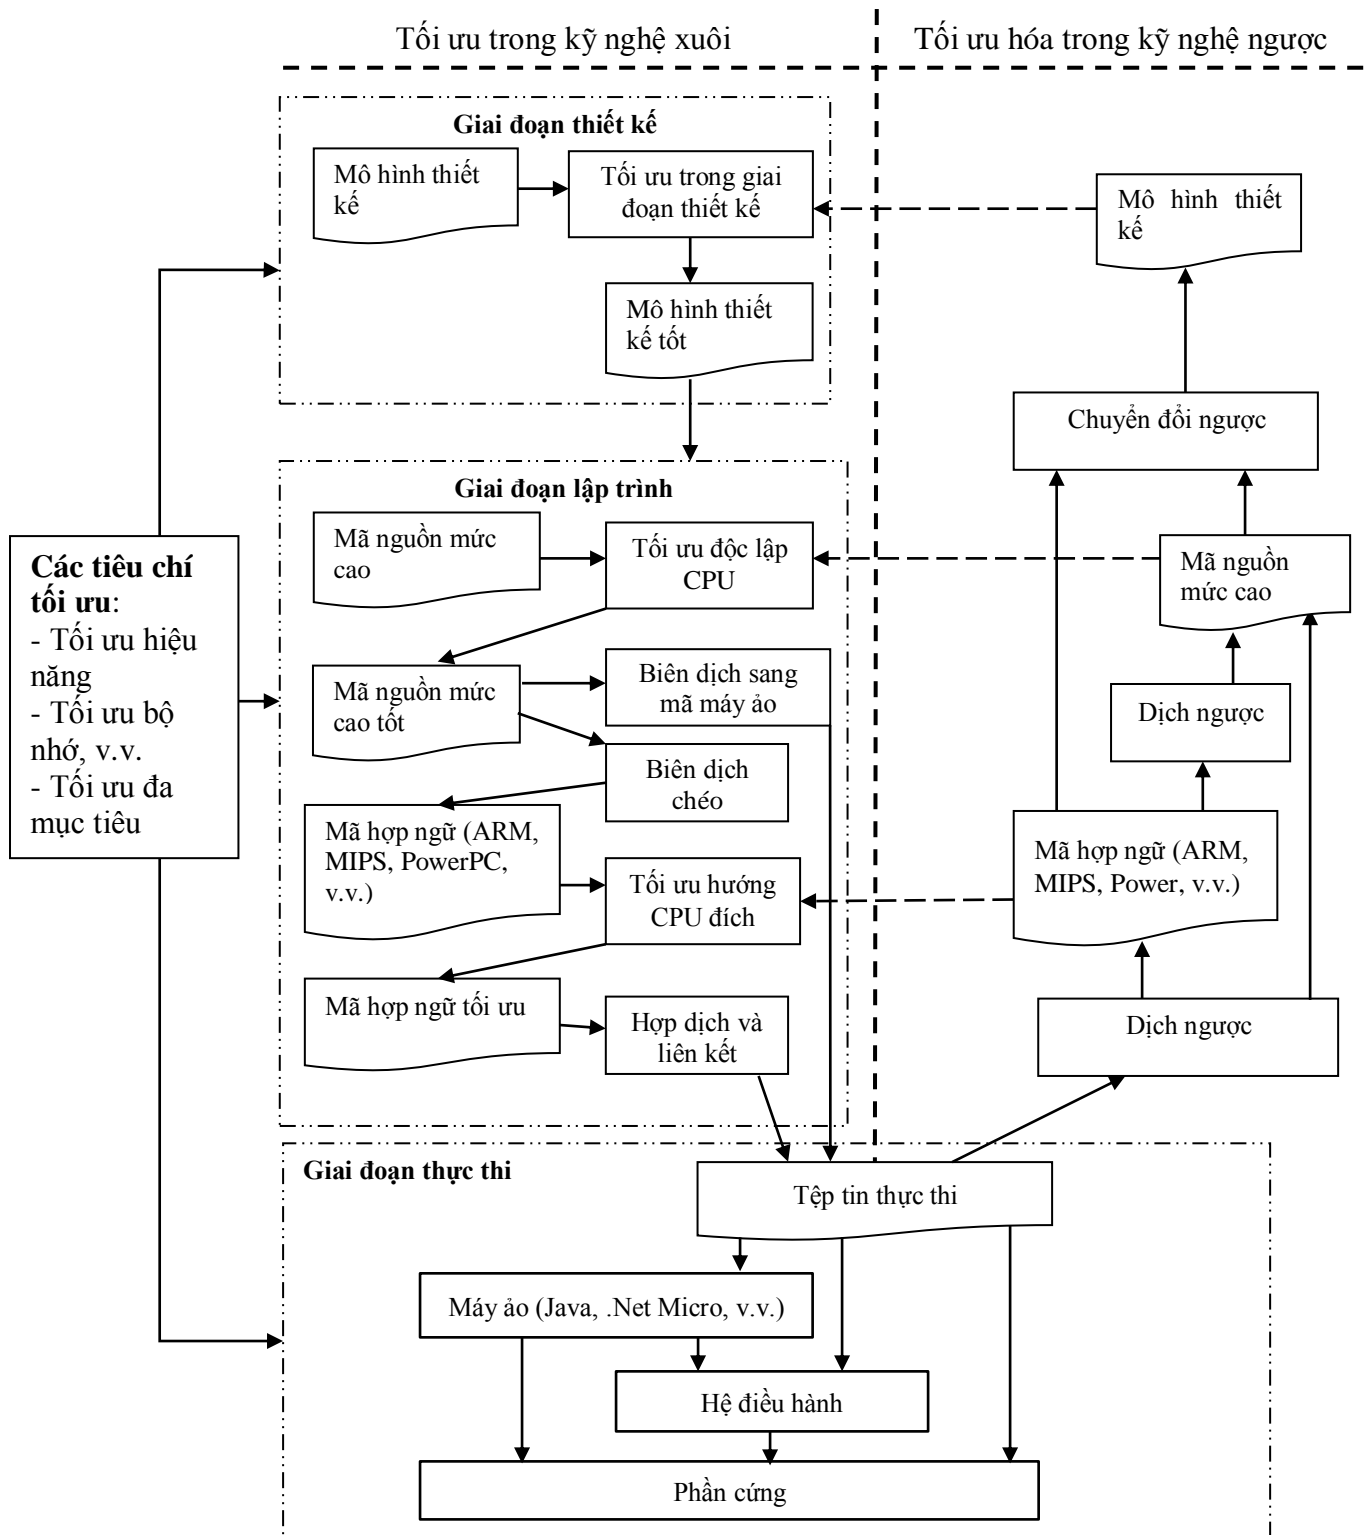 Tối ưu trong kỹ nghệ xuôi
Tối ưu hóa trong kỹ nghệ ngược
Giai đoạn thiết kế
Mô hình thiết
kế
Tối ưu trong giai
đoạn thiết kế
Mô hình thiết
kế
Mô hình thiết
kế tốt
Chuyển đổi ngược
Giai đoạn lập trình
Mã nguồn mức
cao
Tối ưu độc lập
CPU
Mã nguồn mức
cao
Các tiêu chí
tối ưu:
- Tối ưu hiệu
năng
- Tối ưu bộ
nhớ, v.v.
- Tối ưu đa
mục tiêu
Mã nguồn mức
cao tốt
Biên dịch sang
mã máy ảo
Dịch ngược
Biên dịch
chéo
Mã hợp ngữ (ARM,
MIPS, PowerPC,
v.v.)
Tối ưu hướng
CPU đích
Mã hợp ngữ (ARM,
MIPS, Power, v.v.)
Mã hợp ngữ tối ưu
Hợp dịch và
liên kết
Dịch ngược
Giai đoạn thực thi
Tệp tin thực thi
Máy ảo (Java, .Net Micro, v.v.)
Hệ điều hành
Phần cứng